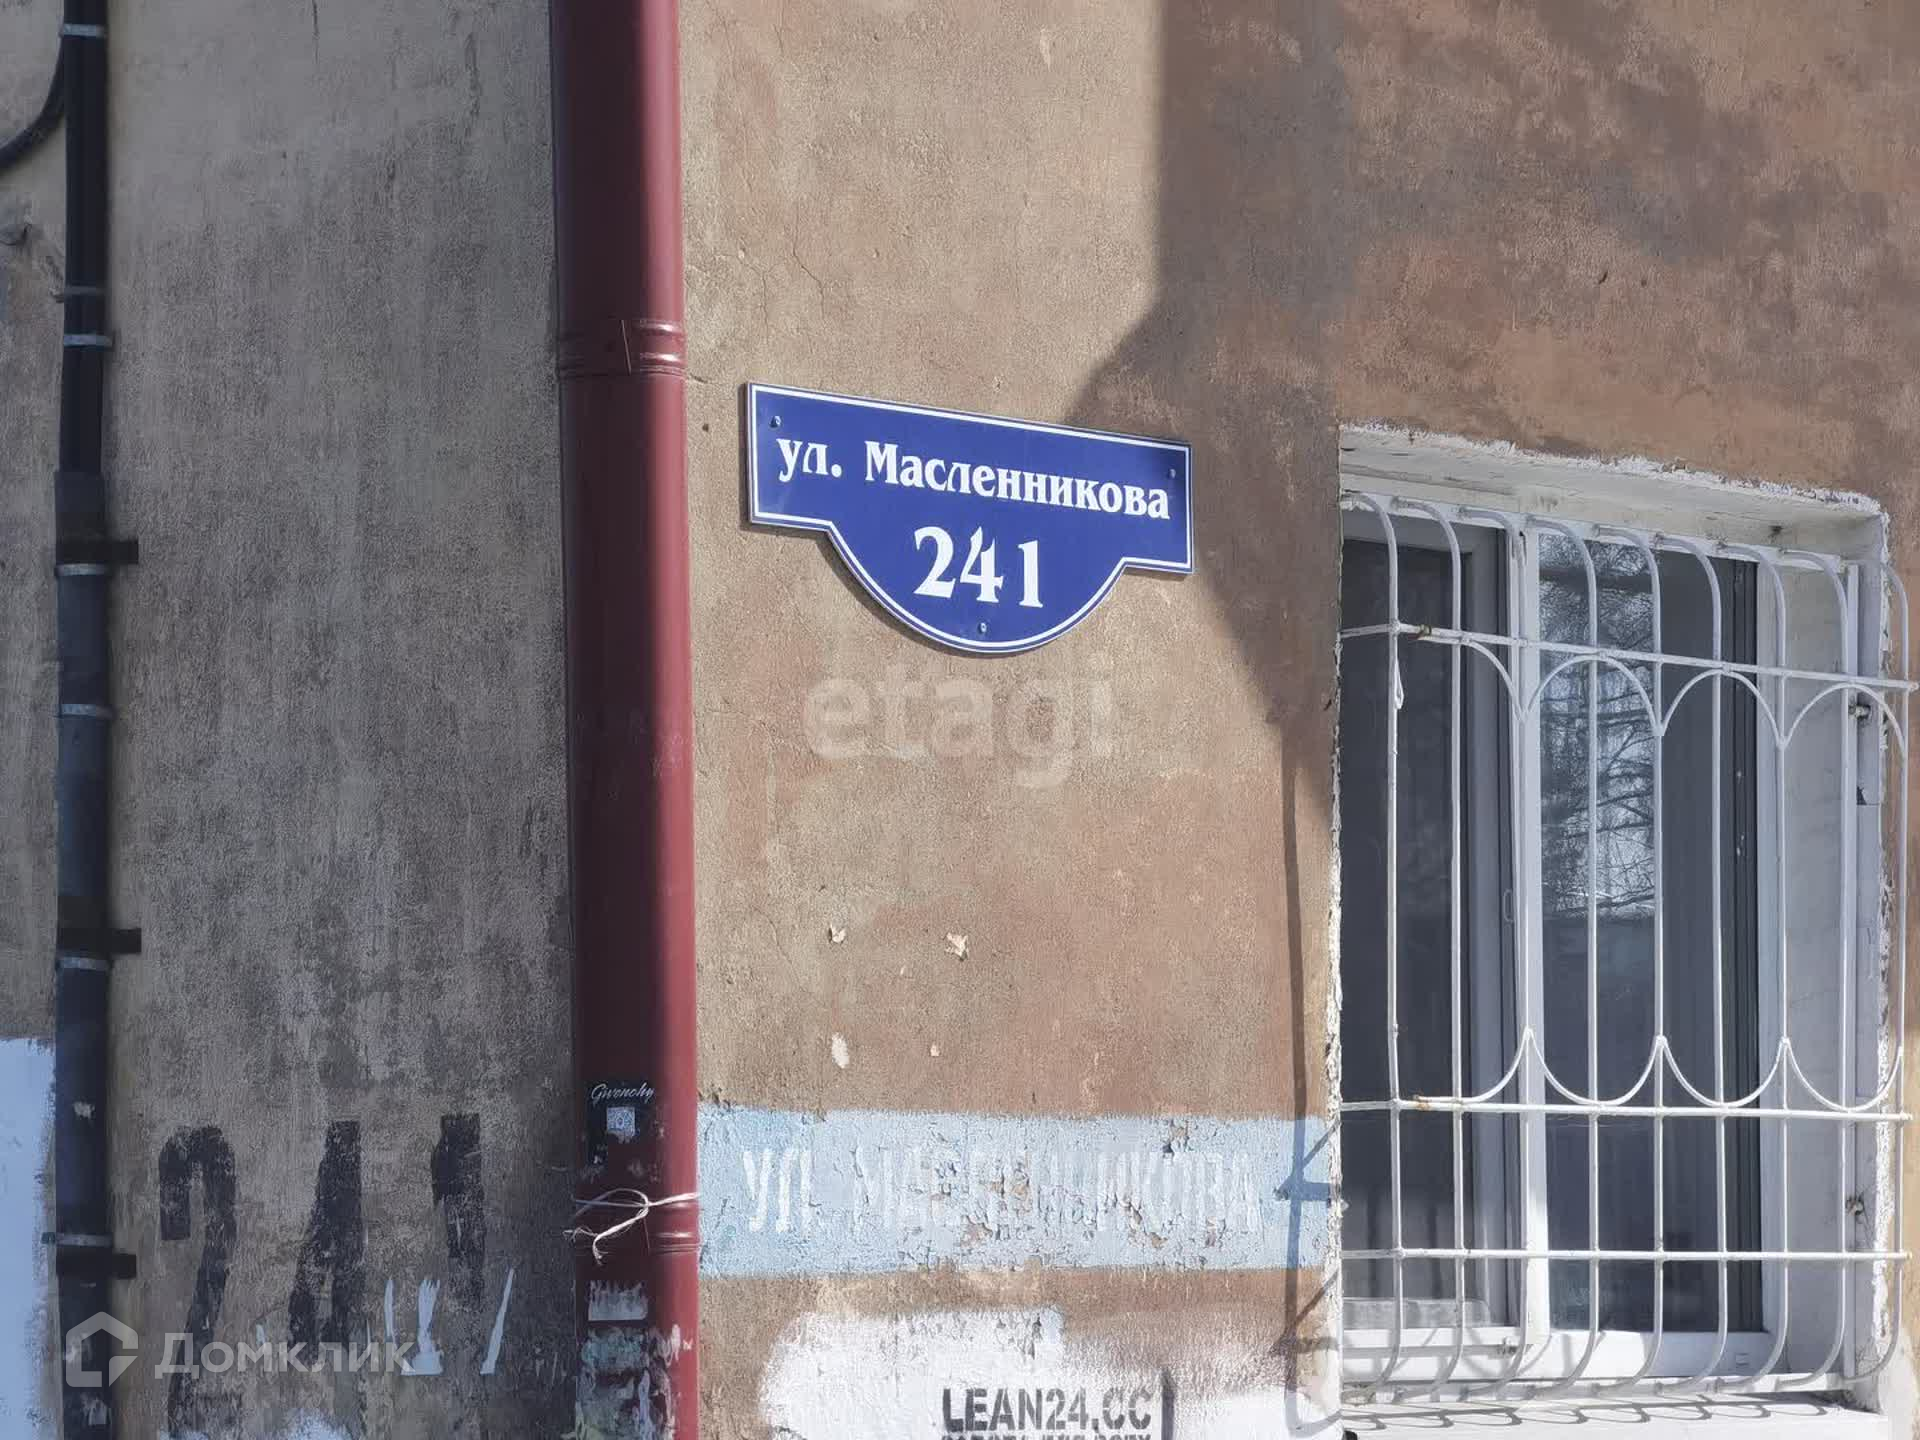 ул. Масленникова
241
etagi
Givenchy
241
УЛ. МАСЛЕННИКОВА
Домклик
LEAN24.CC